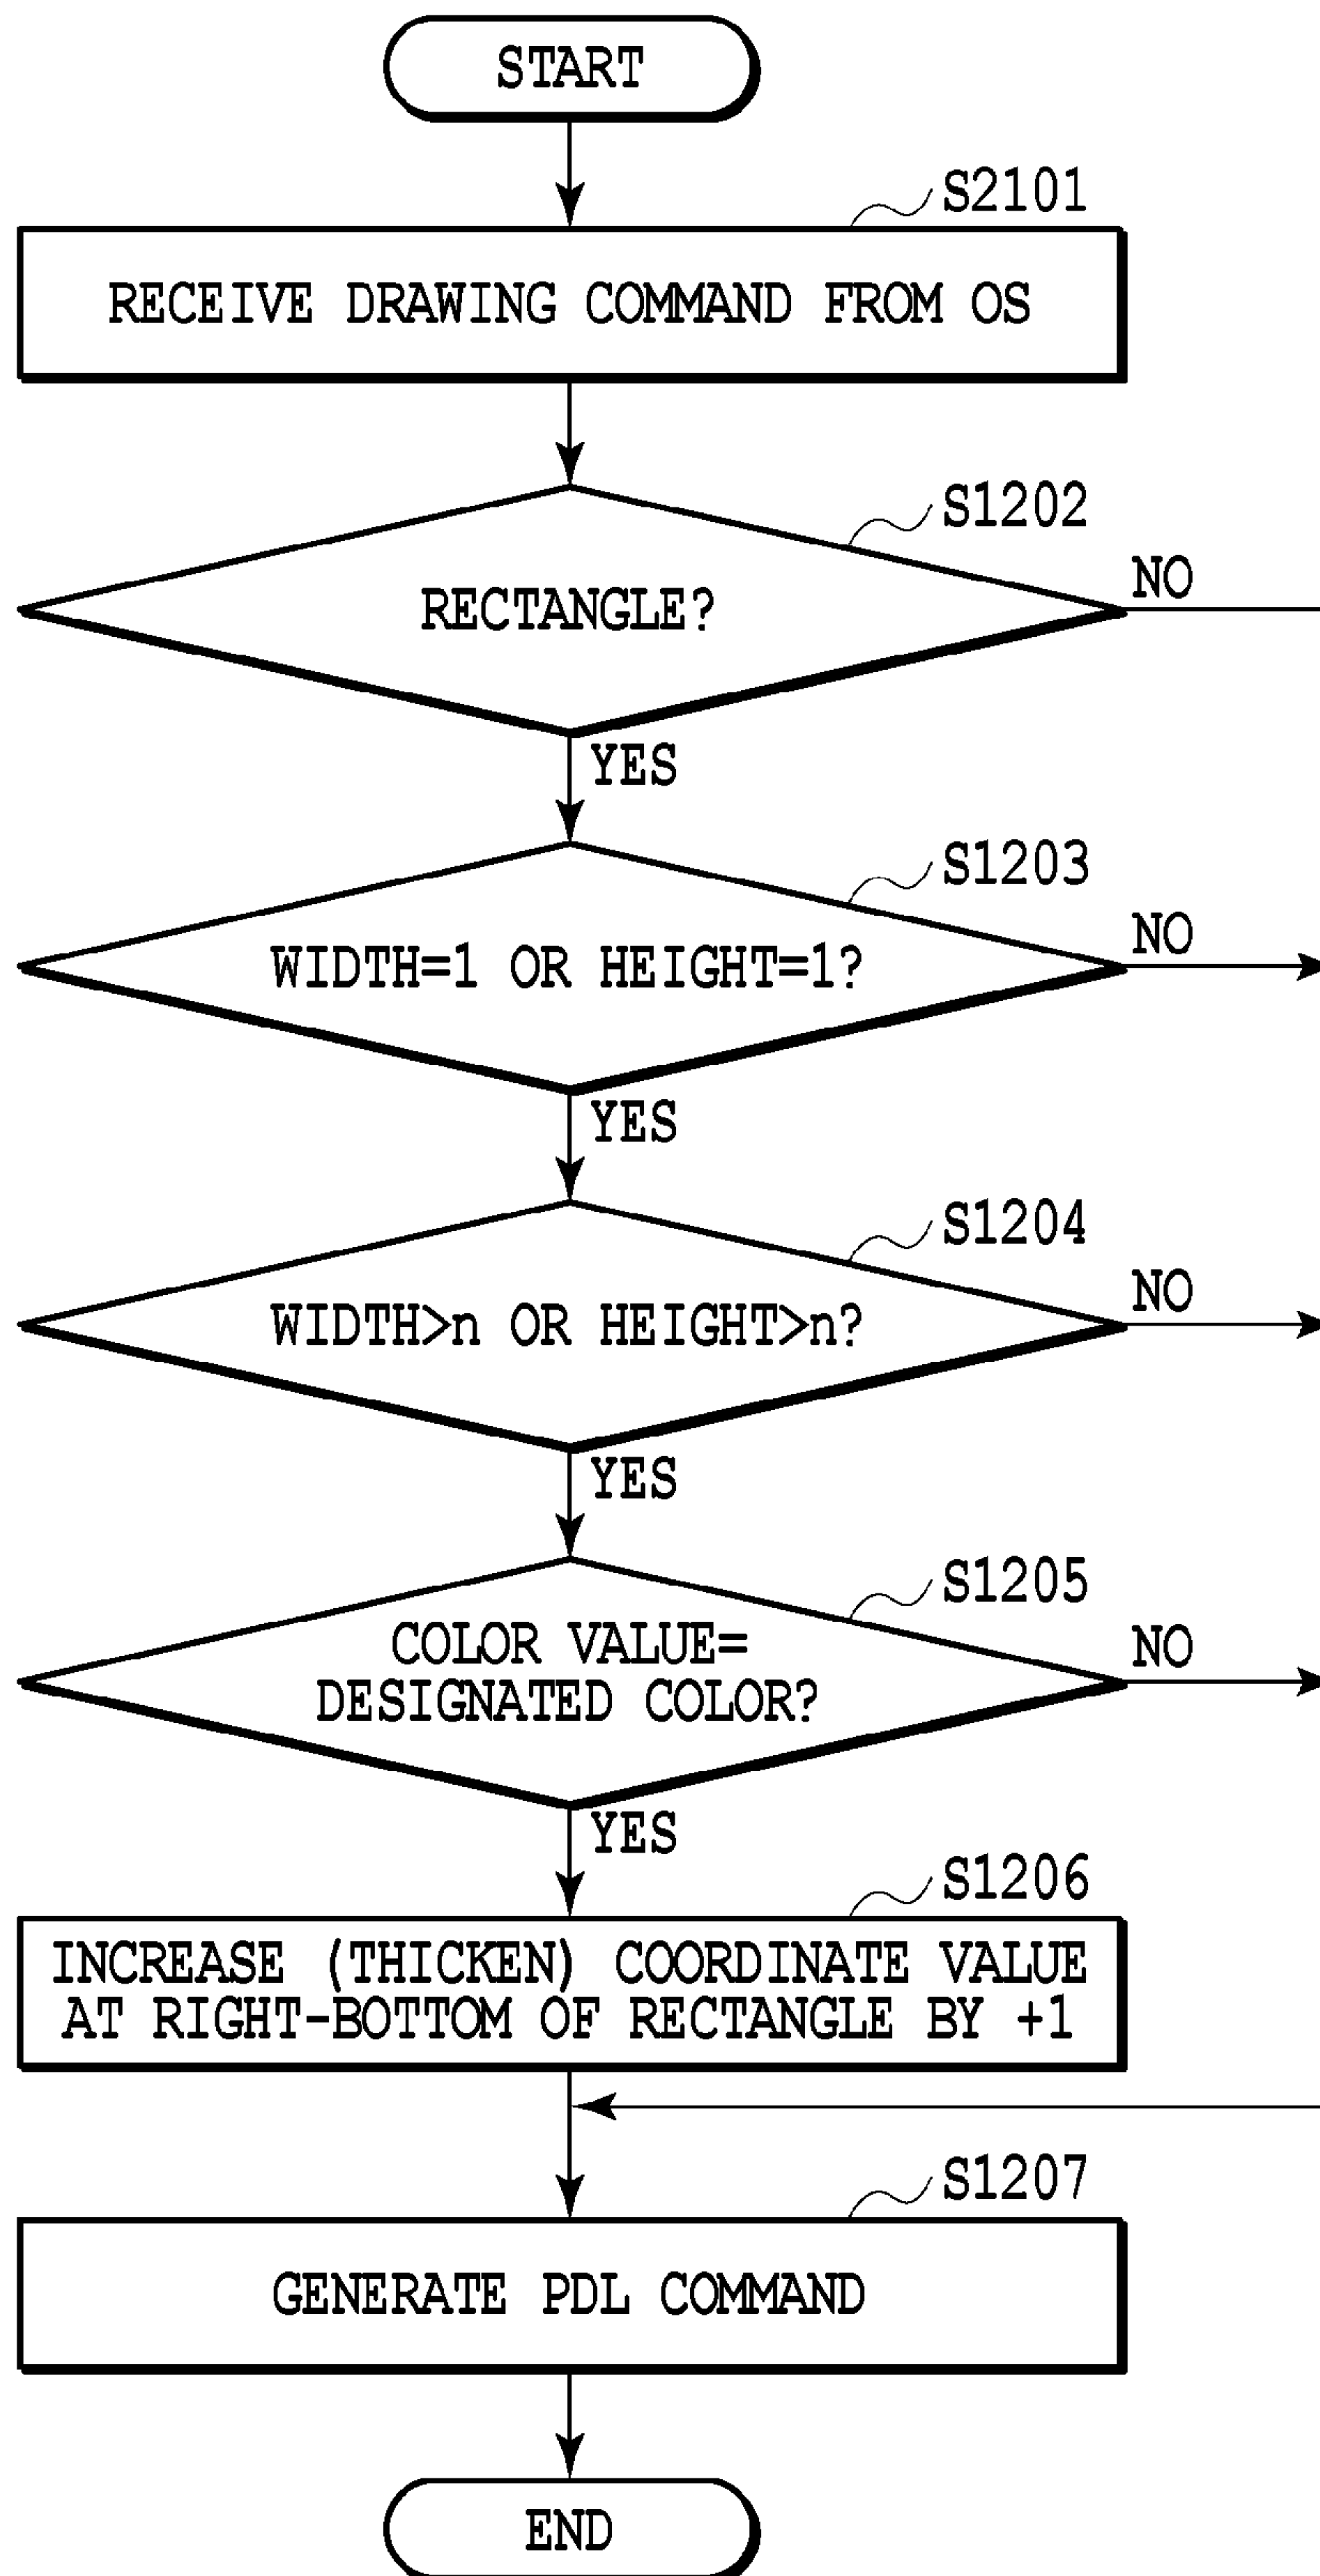 START
S2101
RECEIVE DRAWING COMMAND FROM OS
S1202
RECTANGLE?
NO
YES
S1203
WIDTH=1 OR HEIGHT=1?
NO
YES
S1204
WIDTH>n OR HEIGHT>n?
NO
YES
S1205
COLOR VALUE=
DESIGNATED COLOR?
NO
YES
S1206
INCREASE (THICKEN) COORDINATE VALUE
AT RIGHT-BOTTOM OF RECTANGLE BY +1
S1207
GENERATE PDL COMMAND
END